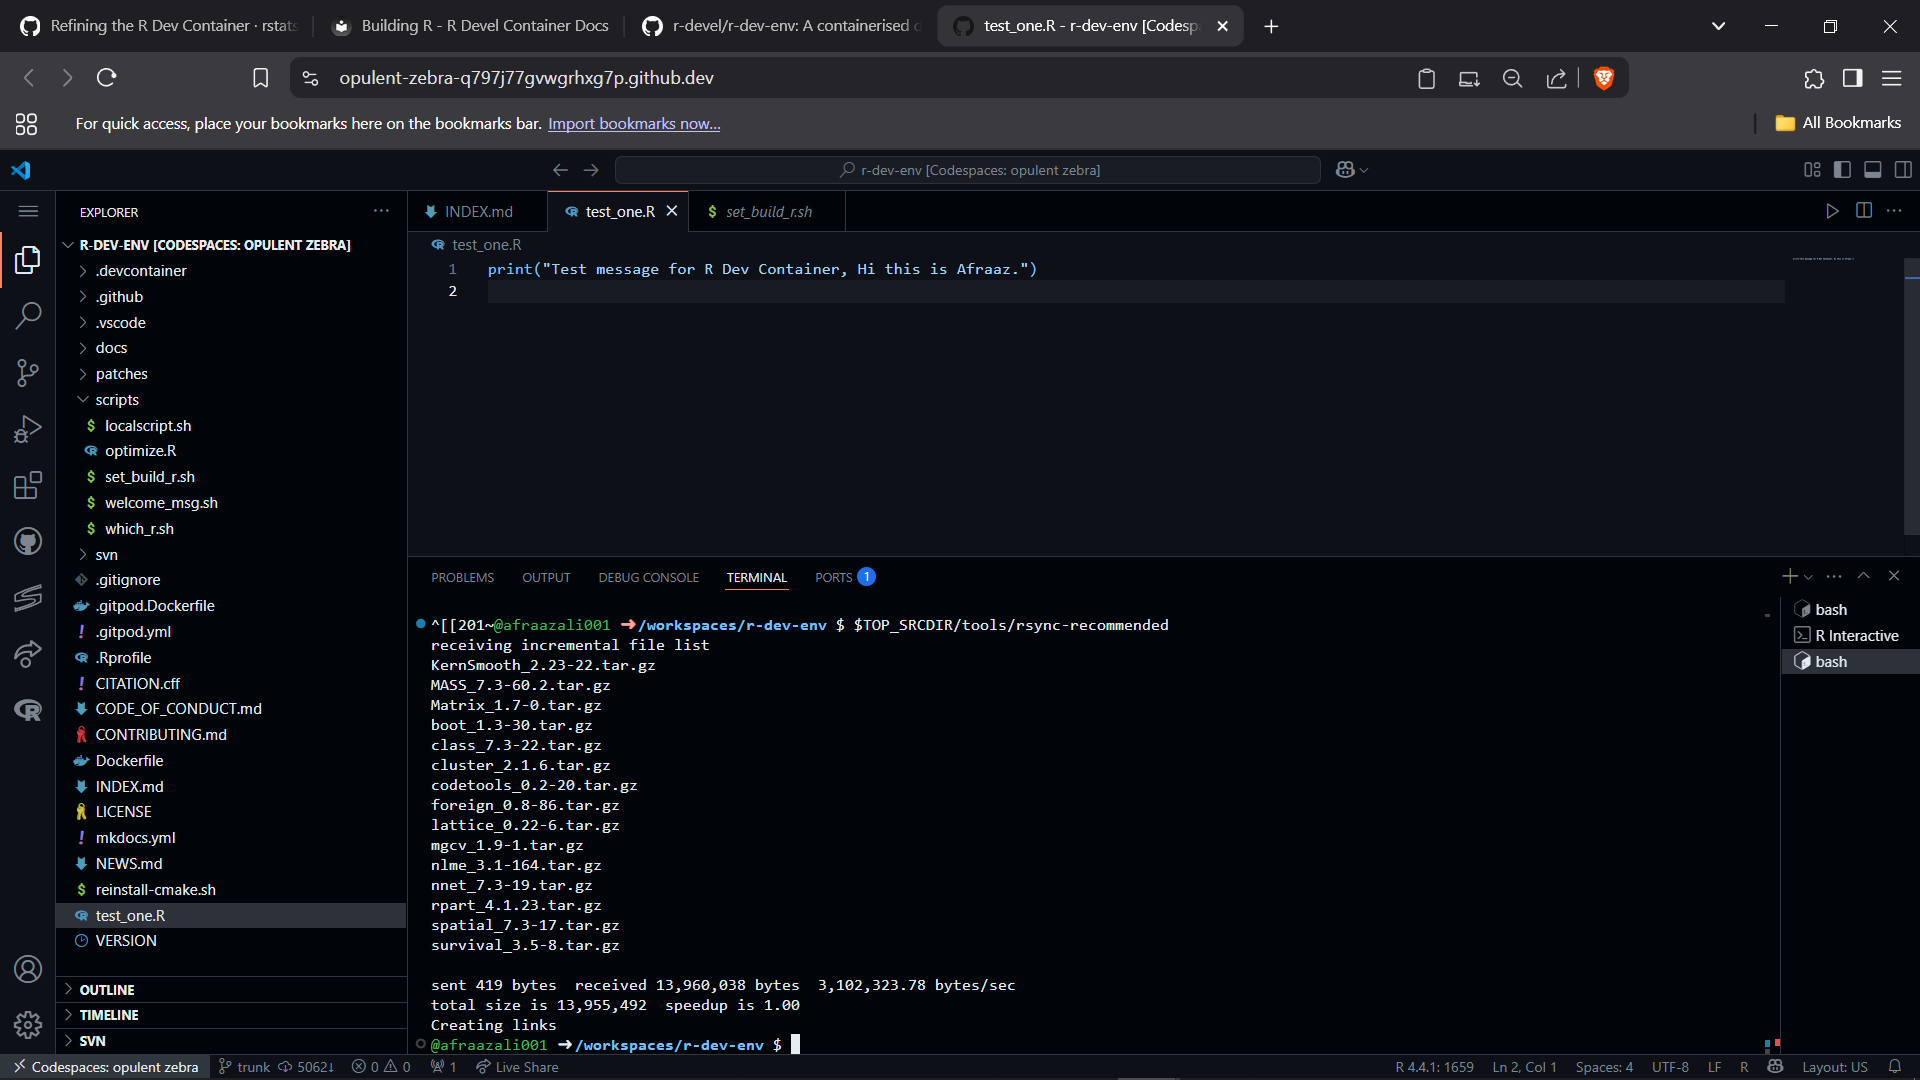 Refining the R Dev Container · rstats
Building R - R Devel Container Docs
r-devel/r-dev-env: A containerised
test_one.R - r-dev-env [Codesp
opulent-zebra-q797j77gvwgrhxg7p.github.dev
For quick access, place your bookmarks here on the bookmarks bar. Import bookmarks now...
All Bookmarks
r-dev-env [Codespaces: opulent zebra]
EXPLORER
R-DEV-ENV [CODESPACES: OPULENT ZEBRA]
.devcontainer
.github
.vscode
docs
patches
scripts
$ localscript.sh
optimize.R
$ set_build_r.sh
$ welcome_msg.sh
$ which_r.sh
svn
.gitignore
.gitpod.Dockerfile
! .gitpod.yml
.Rprofile
! CITATION.cff
CODE_OF_CONDUCT.md
CONTRIBUTING.md
Dockerfile
INDEX.md
LICENSE
! mkdocs.yml
NEWS.md
$ reinstall-cmake.sh
test_one.R
VERSION
OUTLINE
TIMELINE
SVN
INDEX.md
test_one.R
$ set_build_r.sh
test_one.R
1 print("Test message for R Dev Container, Hi this is Afraaz.")
2
PROBLEMS OUTPUT DEBUG CONSOLE TERMINAL PORTS 1
^[[201~@afraazali001 ➜/workspaces/r-dev-env $ $TOP_SRCDIR/tools/rsync-recommended
receiving incremental file list
KernSmooth_2.23-22.tar.gz
MASS_7.3-60.2.tar.gz
Matrix_1.7-0.tar.gz
boot_1.3-30.tar.gz
class_7.3-22.tar.gz
cluster_2.1.6.tar.gz
codetools_0.2-20.tar.gz
foreign_0.8-86.tar.gz
lattice_0.22-6.tar.gz
mgcv_1.9-1.tar.gz
nlme_3.1-164.tar.gz
nnet_7.3-19.tar.gz
rpart_4.1.23.tar.gz
spatial_7.3-17.tar.gz
survival_3.5-8.tar.gz
sent 419 bytes  received 13,960,038 bytes  3,102,323.78 bytes/sec
total size is 13,955,492  speedup is 1.00
Creating links
@afraazali001 ➜/workspaces/r-dev-env $
bash
R Interactive
bash
Codespaces: opulent zebra trunk 5062↓ 0 0 1 Live Share R 4.4.1: 1659 Ln 2, Col 1 Spaces: 4 UTF-8 LF R Layout: US